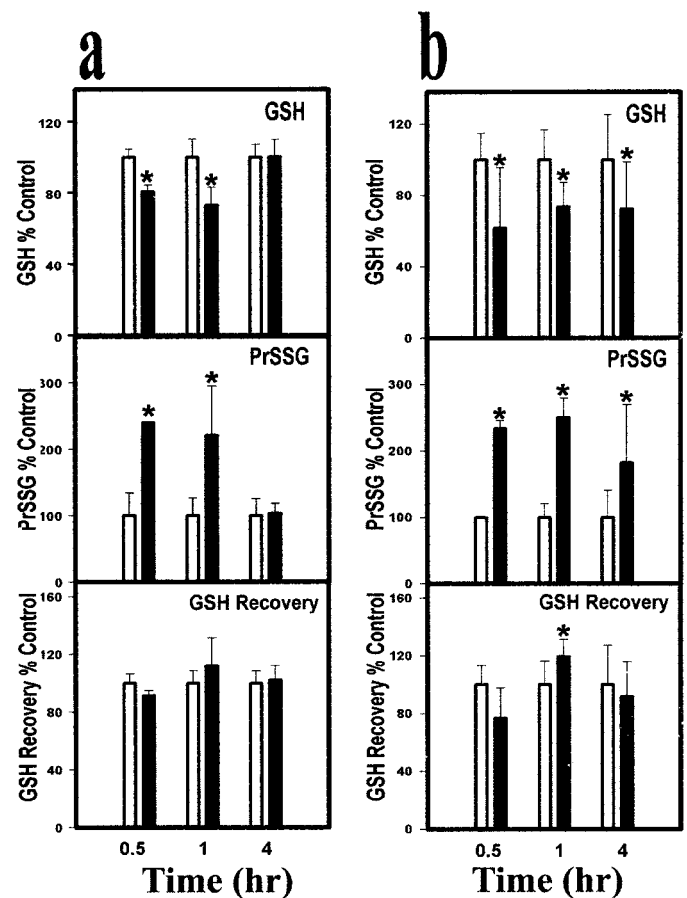 a
GSH
GSH % Control
120
80
40
0
*
*
PrSSG
PrSSG % Control
300
200
100
0
*
*
GSH Recovery
GSH Recovery % Control
160
120
80
40
0
0.5 1 4
Time (hr)
b
GSH
GSH % Control
120
80
40
0
*
*
*
PrSSG
PrSSG % Control
300
200
100
0
*
*
*
GSH Recovery
GSH Recovery % Control
160
120
80
40
0
*
0.5 1 4
Time (hr)